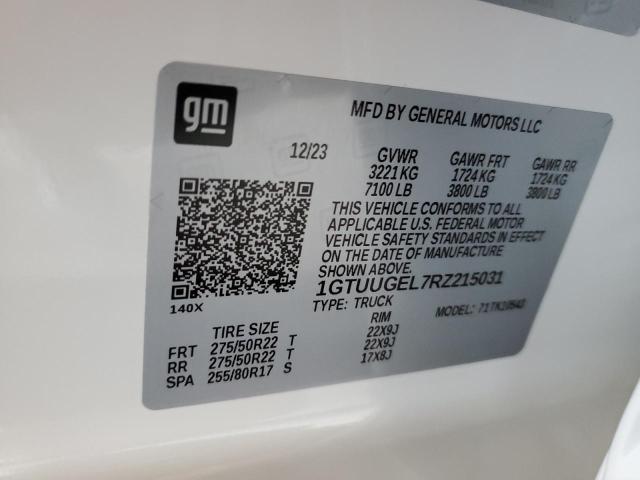 gm
MFD BY GENERAL MOTORS LLC
12/23 GVWR GAWR FRT GAWR RR
3221 KG 1724 KG 1724 KG
7100 LB 3800 LB 3800 LB
THIS VEHICLE CONFORMS TO ALL
APPLICABLE U.S. FEDERAL MOTOR
VEHICLE SAFETY STANDARDS IN EFFECT
ON THE DATE OF MANUFACTURE
SHOWN ABOVE.
1GTUUGEL7RZ215031
140X
TYPE: TRUCK MODEL:
TIRE SIZE RIM
FRT 275/50R22 T 22X9J
RR 275/50R22 T 22X9J
SPA 255/80R17 S 17X8J